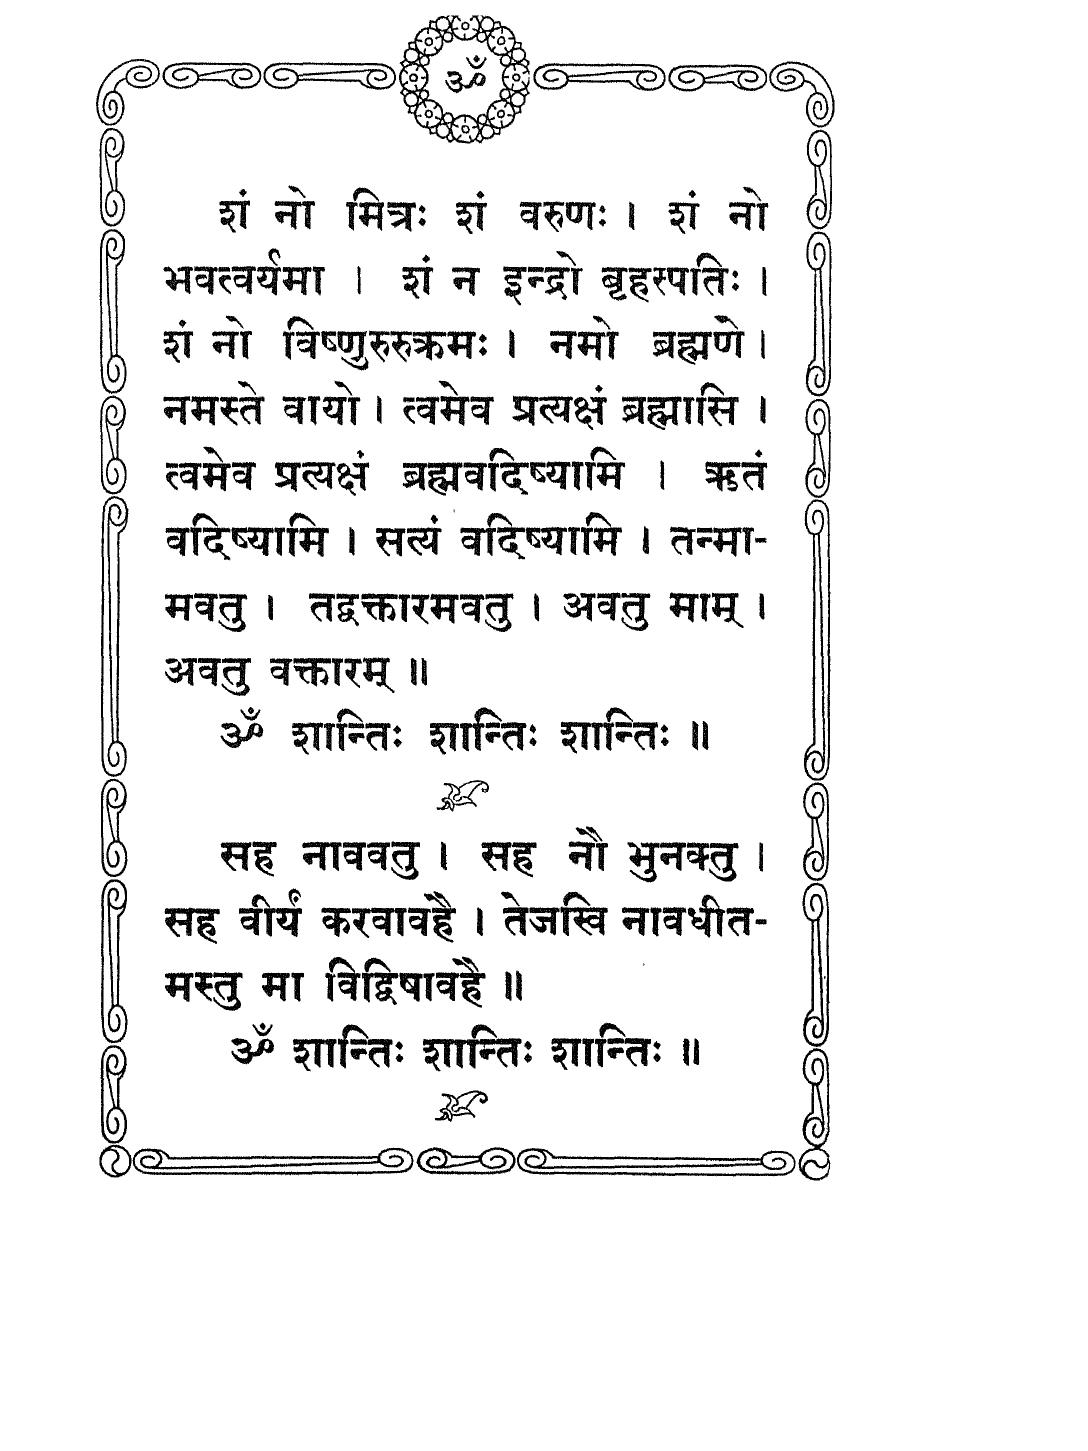 ॐ
शं नो मित्रः शं वरुणः । शं नो
भवत्वर्यमा । शं न इन्द्रो बृहस्पतिः ।
शं नो विष्णुरुरुक्रमः । नमो ब्रह्मणे ।
नमस्ते वायो । त्वमेव प्रत्यक्षं ब्रह्मासि ।
त्वमेव प्रत्यक्षं ब्रह्मवदिष्यामि । ऋतं
वदिष्यामि । सत्यं वदिष्यामि । तन्मा-
मवतु । तद्वक्तारमवतु । अवतु माम् ।
अवतु वक्तारम् ॥
ॐ शान्तिः शान्तिः शान्तिः ॥
सह नाववतु । सह नौ भुनक्तु ।
सह वीर्यं करवावहै । तेजस्वि नावधीत-
मस्तु मा विद्विषावहै ॥
ॐ शान्तिः शान्तिः शान्तिः ॥